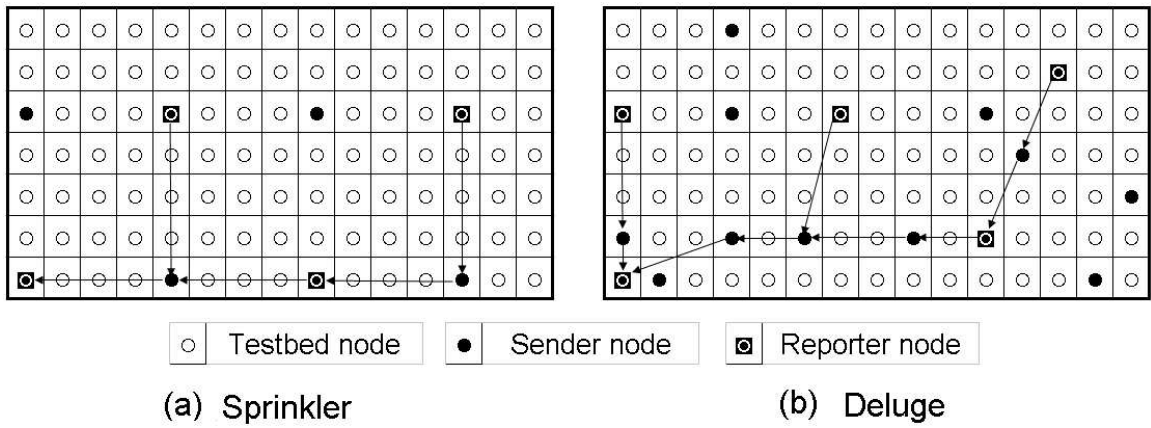 Testbed node
Sender node
Reporter node
(a) Sprinkler
(b) Deluge